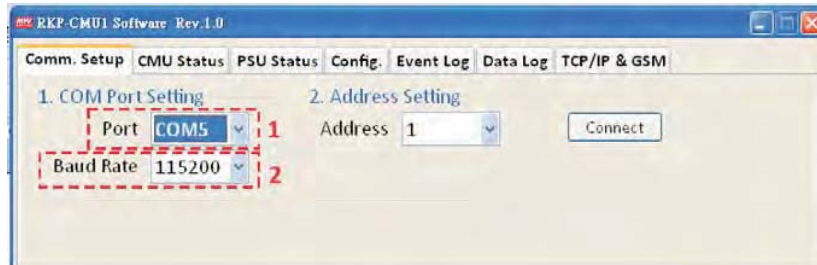 RKP-CMU1 Software Rev.1.0
Comm. Setup CMU Status PSU Status Config. Event Log Data Log TCP/IP & GSM
1. COM Port Setting 2. Address Setting
Port COM5 1 Address 1 Connect
Baud Rate 115200 2